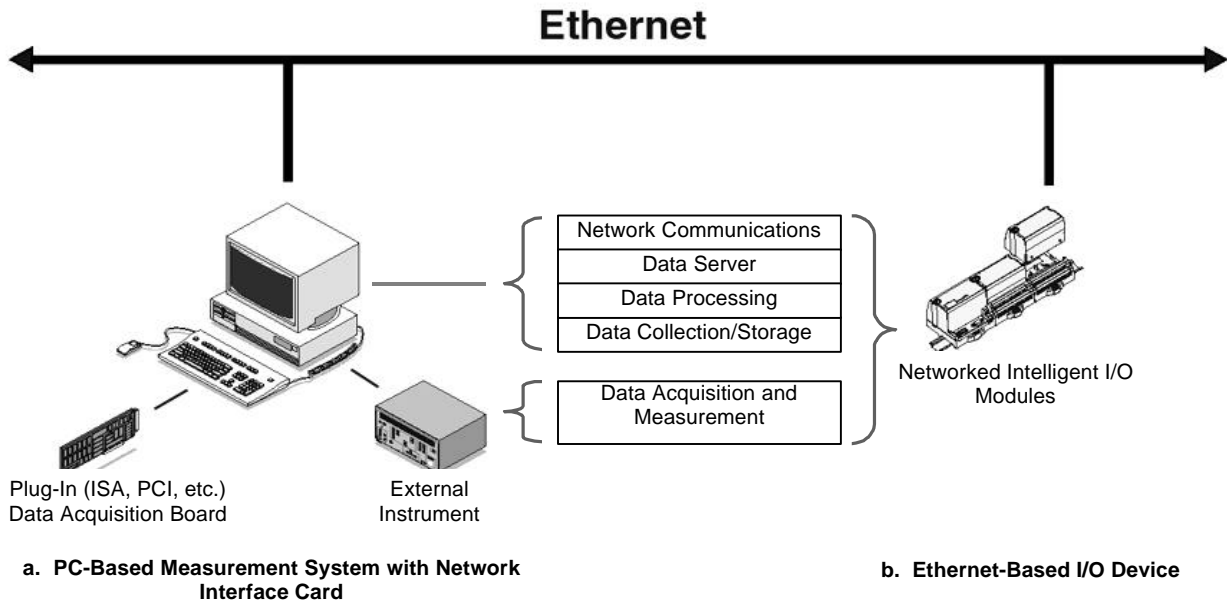 Ethernet
Network Communications
Data Server
Data Processing
Data Collection/Storage
Data Acquisition and
Measurement
Networked Intelligent I/O
Modules
Plug-In (ISA, PCI, etc.)
Data Acquisition Board
External
Instrument
a. PC-Based Measurement System with Network
Interface Card
b. Ethernet-Based I/O Device